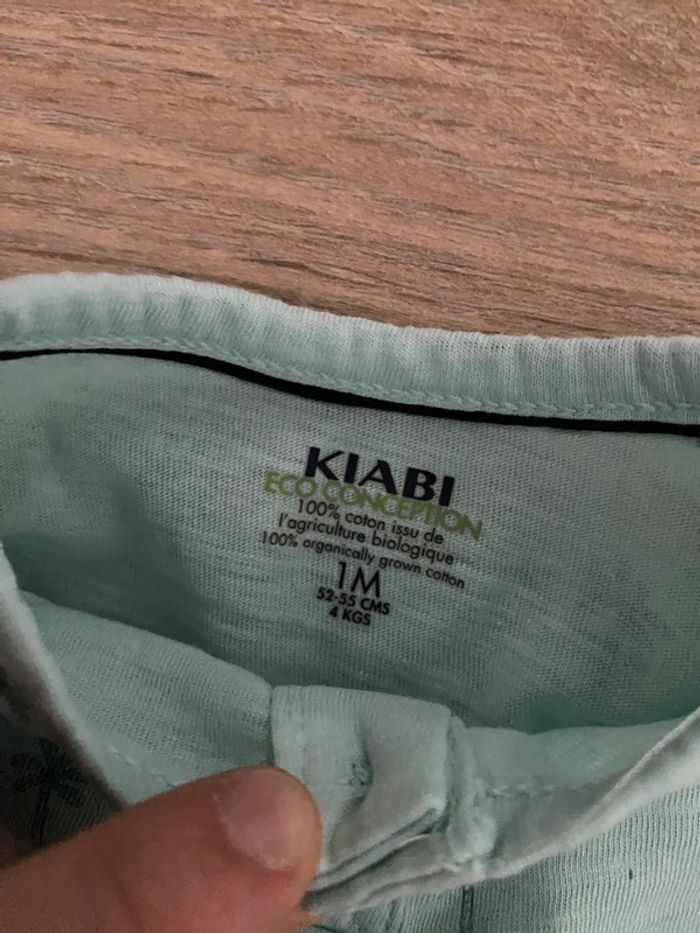 KIABI
ECO CONCEPTION
100% coton issu de
l'agriculture biologique
100% organically grown cotton
1M
52-55 CMS
4 KGS